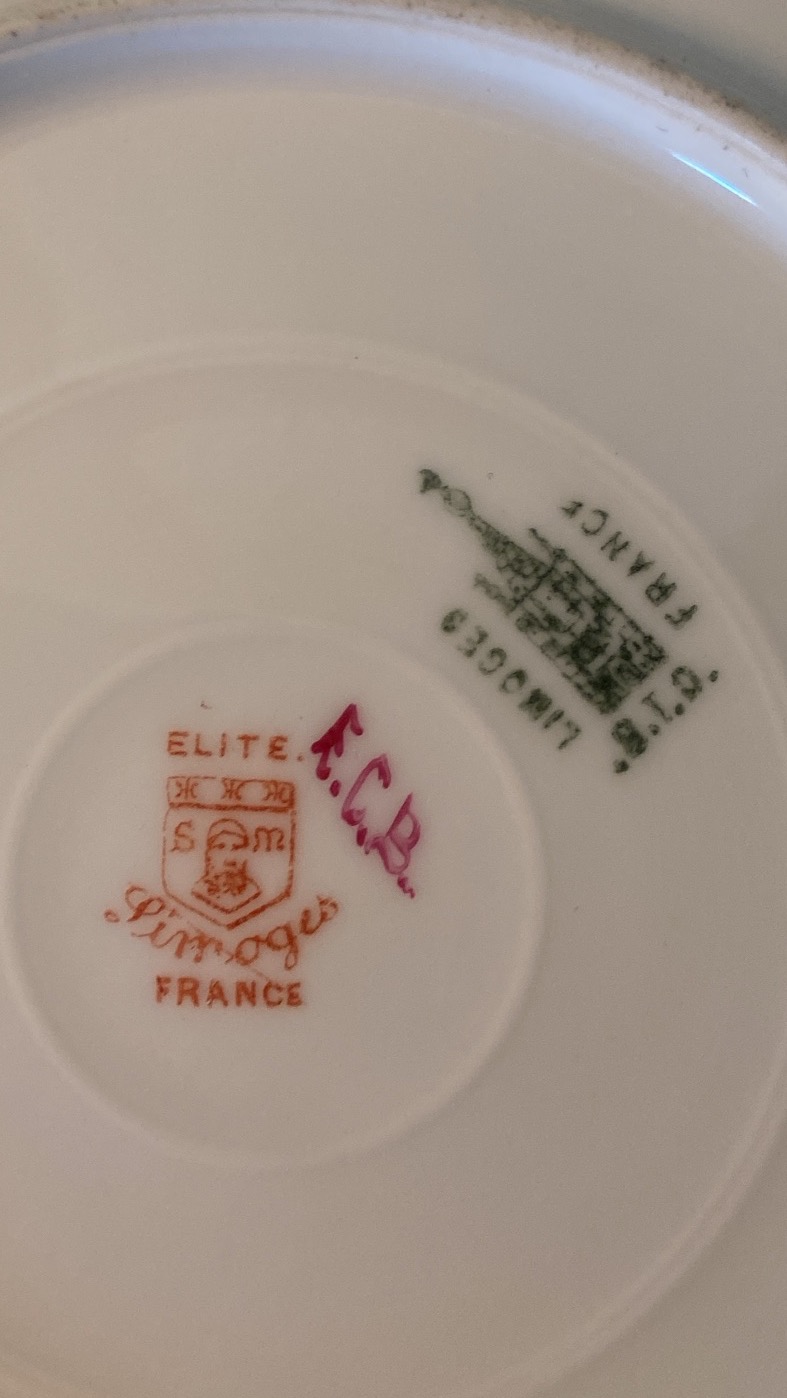 ELITE.
S M
Limoges
FRANCE
E.C.B.
LIMOGES
FRANCE